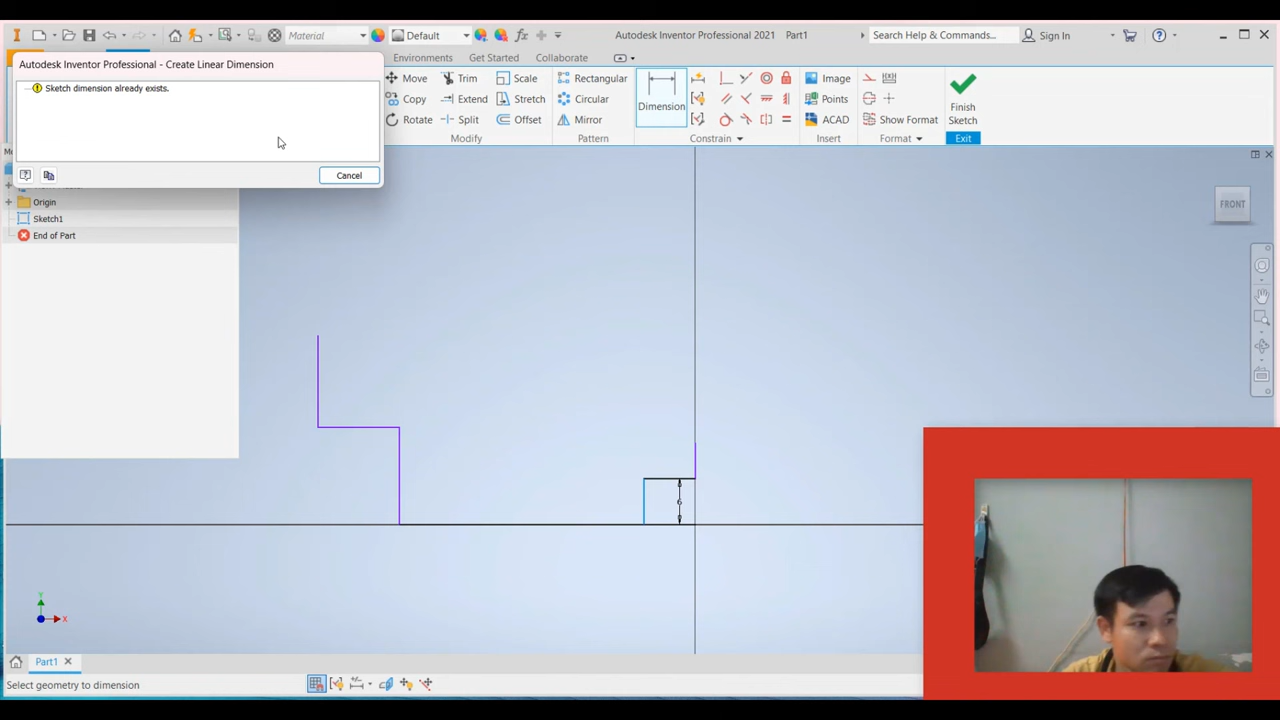 Material
Default
Autodesk Inventor Professional 2021 Part1
Search Help & Commands...
Sign In
Autodesk Inventor Professional - Create Linear Dimension
Environments
Get Started
Collaborate
Sketch dimension already exists.
Cancel
Move
Copy
Rotate
Trim
Extend
Split
Scale
Stretch
Offset
Modify
Rectangular
Circular
Mirror
Pattern
Dimension
Constrain
Image
Points
ACAD
Insert
Show Format
Format
Finish
Sketch
Exit
Origin
Sketch1
End of Part
FRONT
6
Y
X
Part1
Select geometry to dimension